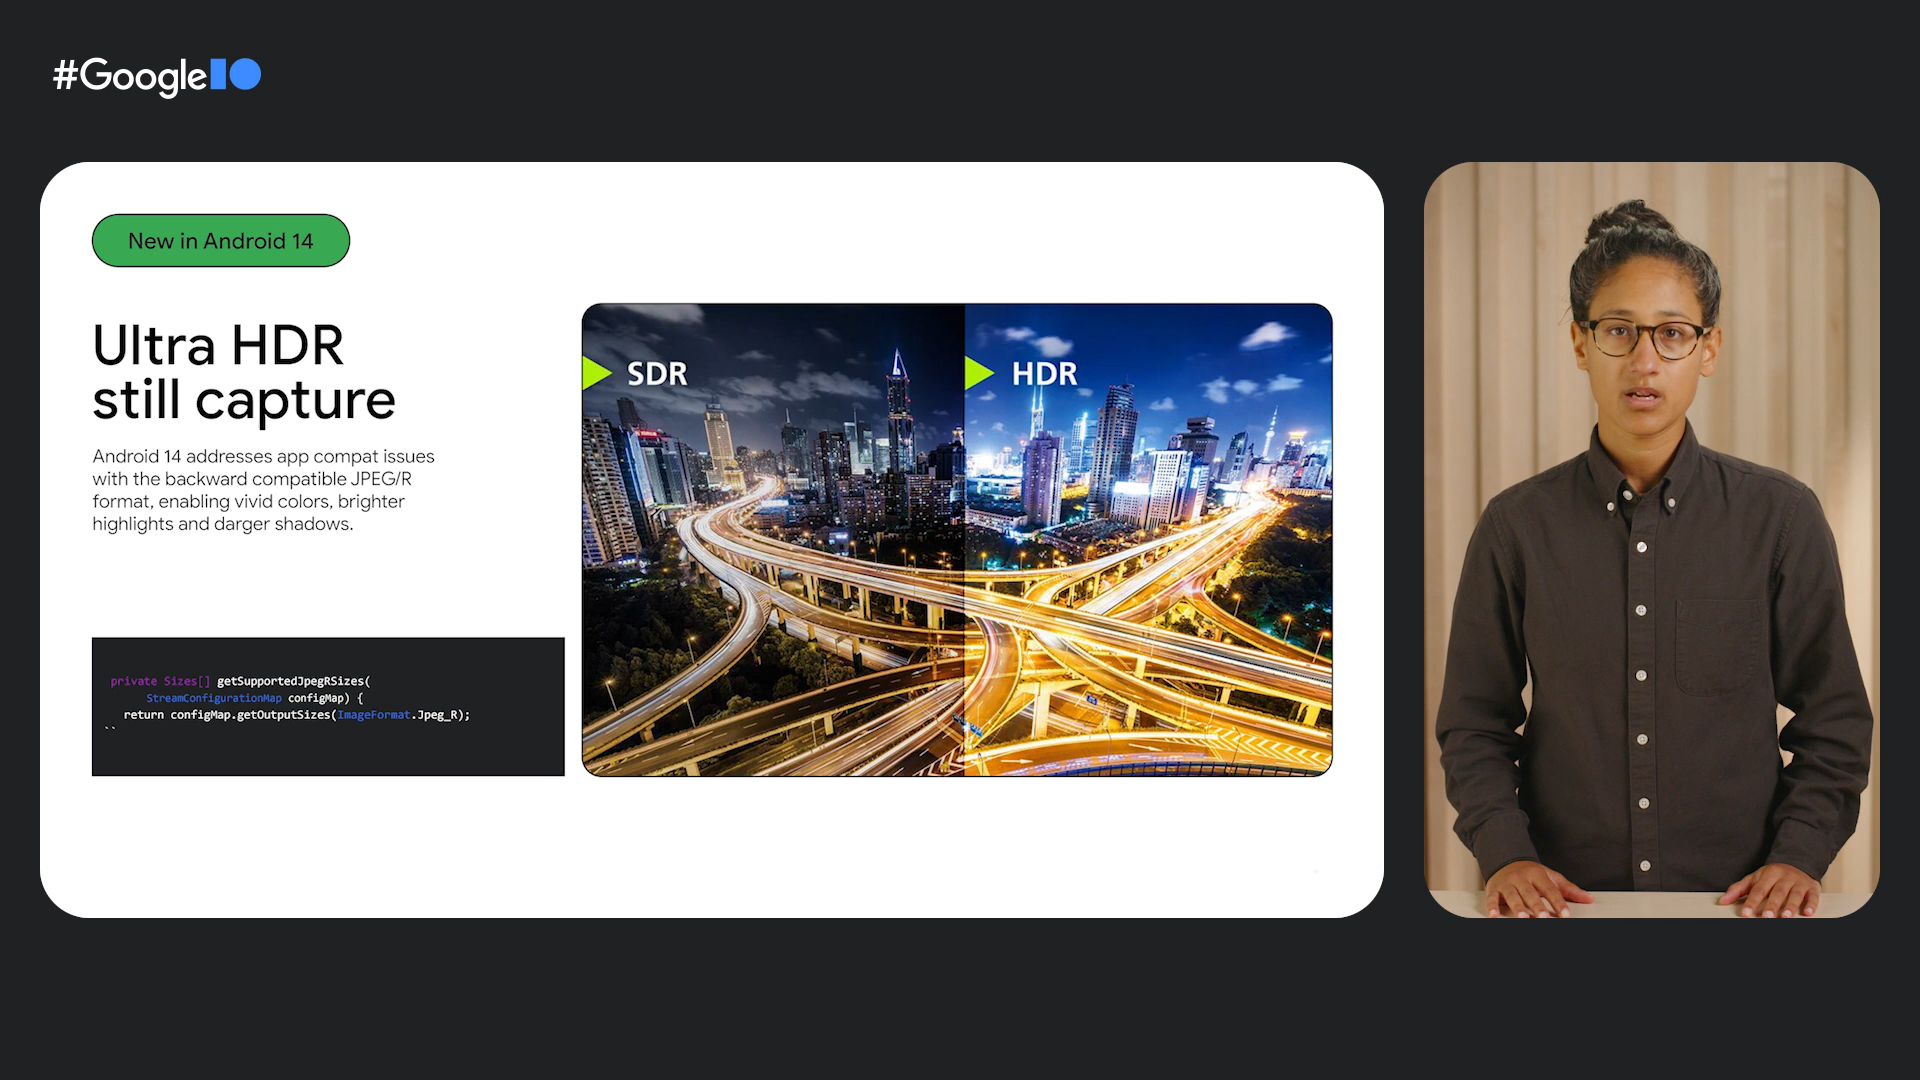 #GoogleIO
New in Android 14
Ultra HDR
still capture
Android 14 addresses app compat issues
with the backward compatible JPEG/R
format, enabling vivid colors, brighter
highlights and darger shadows.
private Sizes[] getSupportedJpegRSizes(
StreamConfigurationMap configMap) {
return configMap.getOutputSizes(ImageFormat.Jpeg_R);
``
SDR
HDR